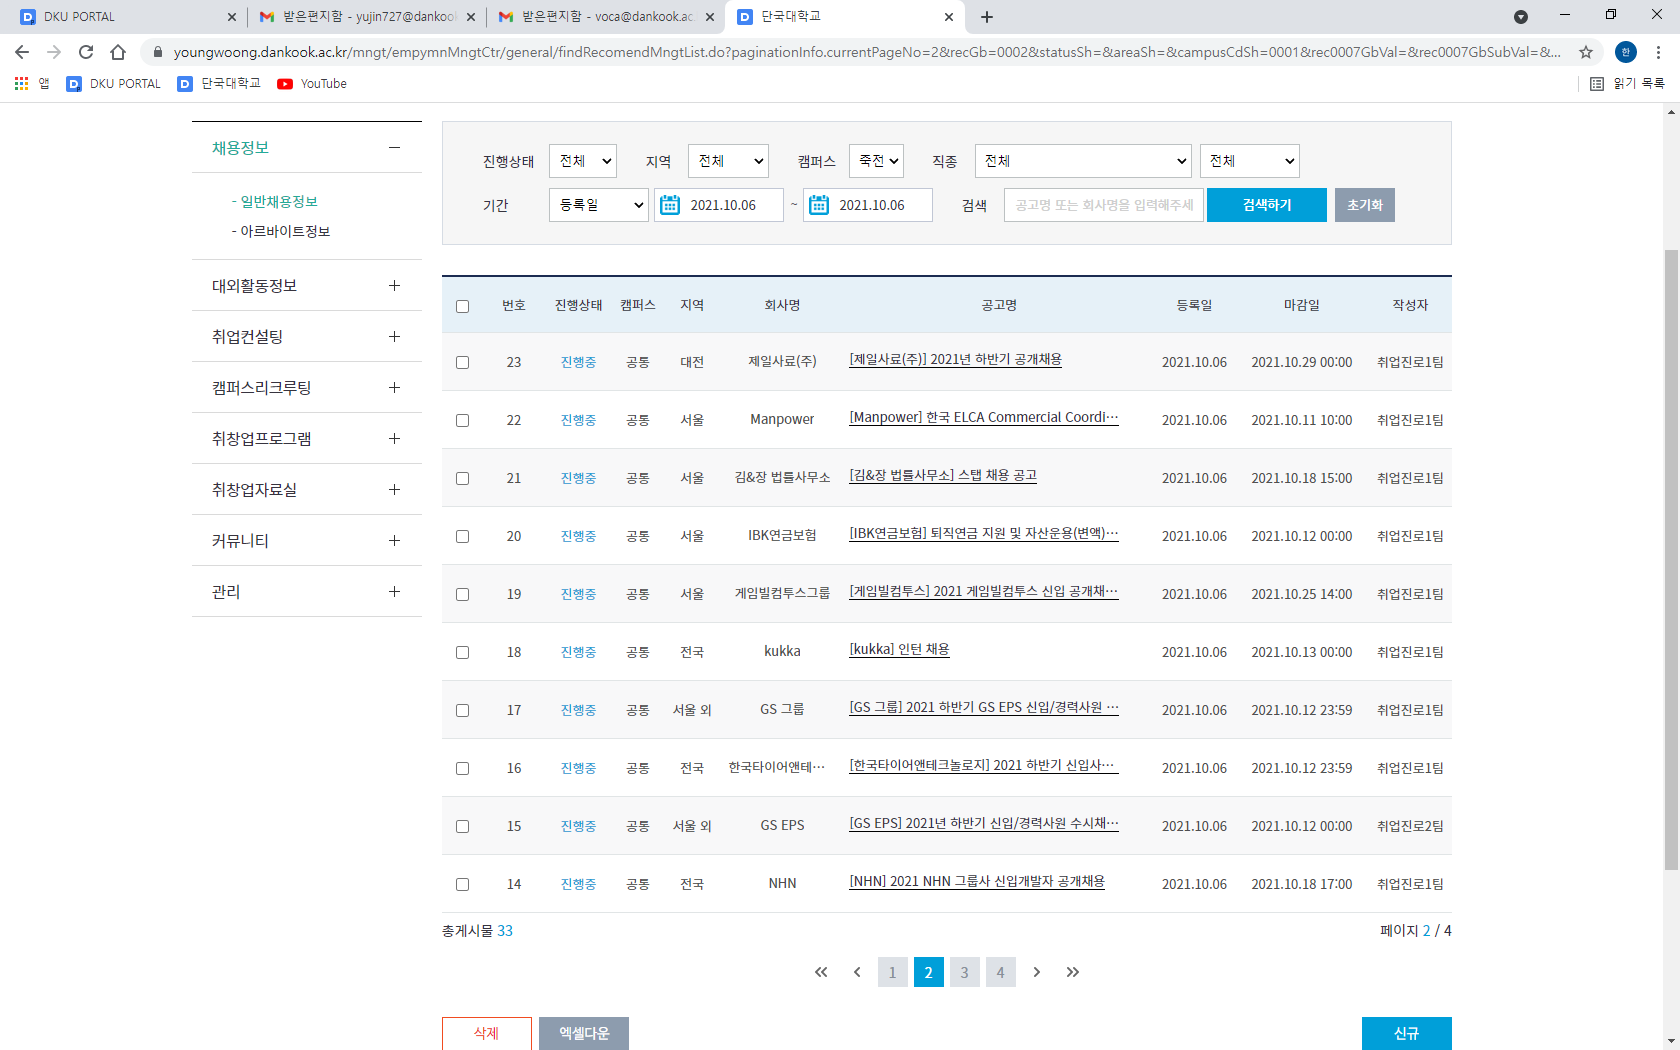 DKU PORTAL
받은편지함 - yujin727@dankook
받은편지함 - voca@dankook.ac.
단국대학교
youngwoong.dankook.ac.kr/mngt/empymnMngtCtr/general/findRecomendMngtList.do?paginationInfo.currentPageNo=2&recGb=0002&statusSh=&areaSh=&campusCdSh=0001&rec0007GbVal=&rec0007GbSubVal=&...
한
앱 DKU PORTAL 단국대학교 YouTube 읽기 목록
채용정보
- 일반채용정보
- 아르바이트정보
대외활동정보
취업컨설팅
캠퍼스리크루팅
취창업프로그램
취창업자료실
커뮤니티
관리
진행상태 전체 지역 전체 캠퍼스 죽전 직종 전체 전체
기간 등록일 2021.10.06 ~ 2021.10.06 검색 공고명 또는 회사명을 입력해주세 검색하기 초기화
번호 진행상태 캠퍼스 지역 회사명 공고명 등록일 마감일 작성자
23 진행중 공통 대전 제일사료(주) [제일사료(주)] 2021년 하반기 공개채용 2021.10.06 2021.10.29 00:00 취업진로1팀
22 진행중 공통 서울 Manpower [Manpower] 한국 ELCA Commercial Coordi… 2021.10.06 2021.10.11 10:00 취업진로1팀
21 진행중 공통 서울 김&장 법률사무소 [김&장 법률사무소] 스탭 채용 공고 2021.10.06 2021.10.18 15:00 취업진로1팀
20 진행중 공통 서울 IBK연금보험 [IBK연금보험] 퇴직연금 지원 및 자산운용(변액)… 2021.10.06 2021.10.12 00:00 취업진로1팀
19 진행중 공통 서울 게임빌컴투스그룹 [게임빌컴투스] 2021 게임빌컴투스 신입 공개채… 2021.10.06 2021.10.25 14:00 취업진로1팀
18 진행중 공통 전국 kukka [kukka] 인턴 채용 2021.10.06 2021.10.13 00:00 취업진로1팀
17 진행중 공통 서울 외 GS 그룹 [GS 그룹] 2021 하반기 GS EPS 신입/경력사원 … 2021.10.06 2021.10.12 23:59 취업진로1팀
16 진행중 공통 전국 한국타이어앤테… [한국타이어앤테크놀로지] 2021 하반기 신입사… 2021.10.06 2021.10.12 23:59 취업진로1팀
15 진행중 공통 서울 외 GS EPS [GS EPS] 2021년 하반기 신입/경력사원 수시채… 2021.10.06 2021.10.12 00:00 취업진로2팀
14 진행중 공통 전국 NHN [NHN] 2021 NHN 그룹사 신입개발자 공개채용 2021.10.06 2021.10.18 17:00 취업진로1팀
총게시물 33 페이지 2 / 4
1 2 3 4
삭제 엑셀다운 신규